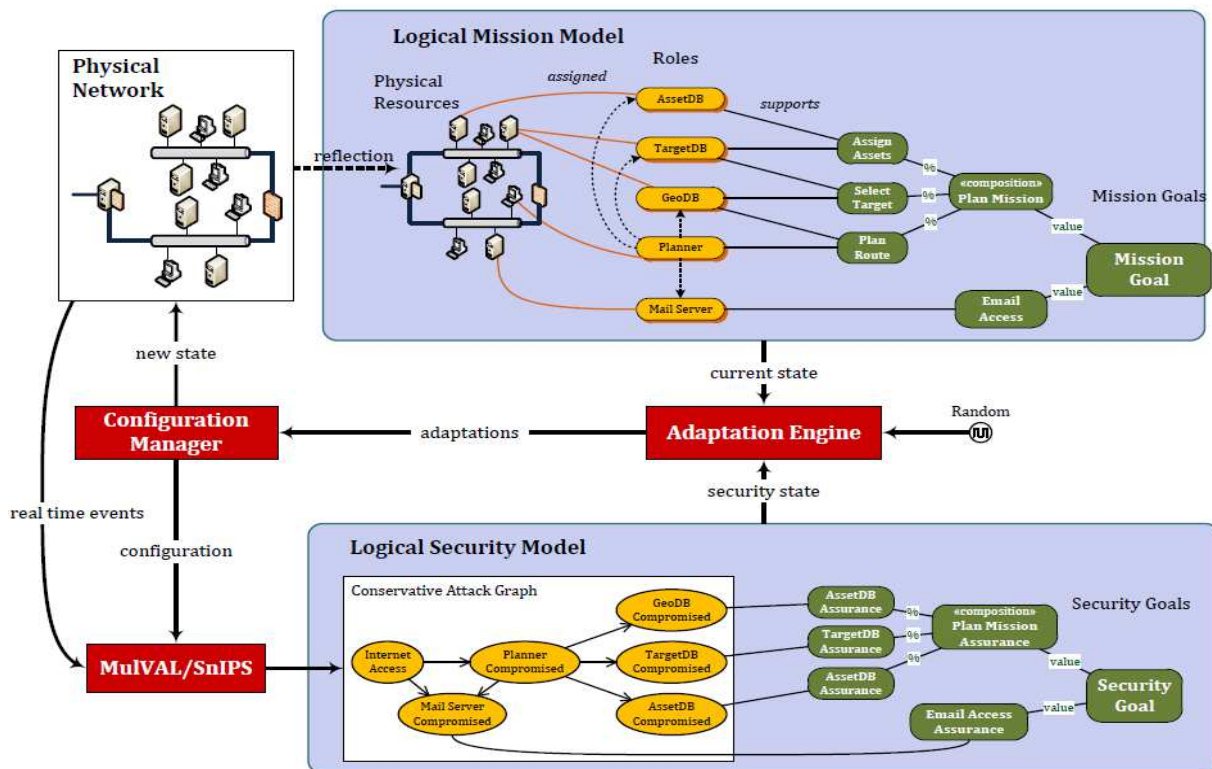 Physical
Network
reflection
Logical Mission Model
Physical
Resources
assigned
Roles
supports
AssetDB
TargetDB
GeoDB
Planner
Mail Server
Assign
Assets
Select
Target
Plan
Route
%
%
%
«composition»
Plan Mission
Email
Access
value
value
Mission Goals
Mission
Goal
new state
current state
Configuration
Manager
adaptations
Adaptation Engine
Random
security state
real time events
configuration
MulVAL/SnIPS
Logical Security Model
Conservative Attack Graph
Internet
Access
Planner
Compromised
Mail Server
Compromised
GeoDB
Compromised
TargetDB
Compromised
AssetDB
Compromised
AssetDB
Assurance
TargetDB
Assurance
AssetDB
Assurance
%
%
%
«composition»
Plan Mission
Assurance
Email Access
Assurance
value
value
Security Goals
Security
Goal